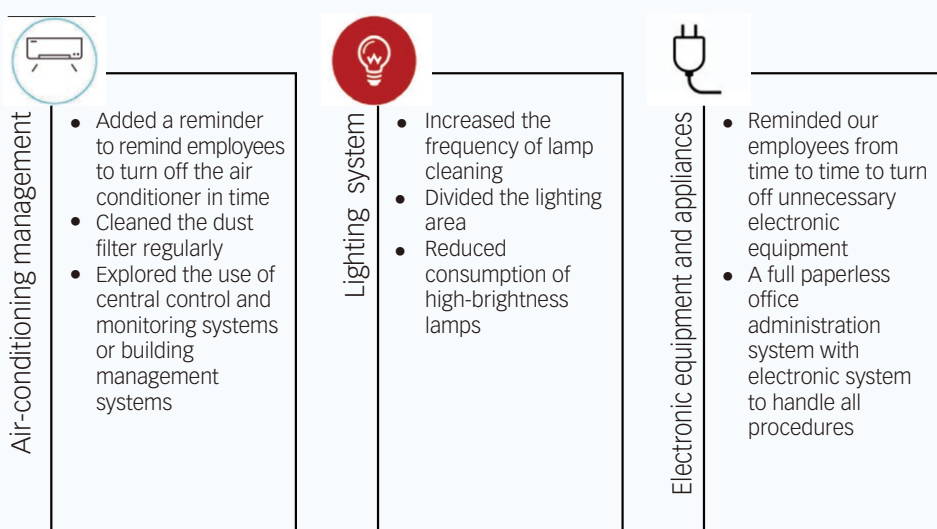 Air-conditioning management
● Added a reminder
to remind employees
to turn off the air
conditioner in time
● Cleaned the dust
filter regularly
● Explored the use of
central control and
monitoring systems
or building
management
systems
Lighting system
● Increased the
frequency of lamp
cleaning
● Divided the lighting
area
● Reduced
consumption of
high-brightness
lamps
Electronic equipment and appliances
● Reminded our
employees from
time to time to turn
off unnecessary
electronic
equipment
● A full paperless
office
administration
system with
electronic system
to handle all
procedures